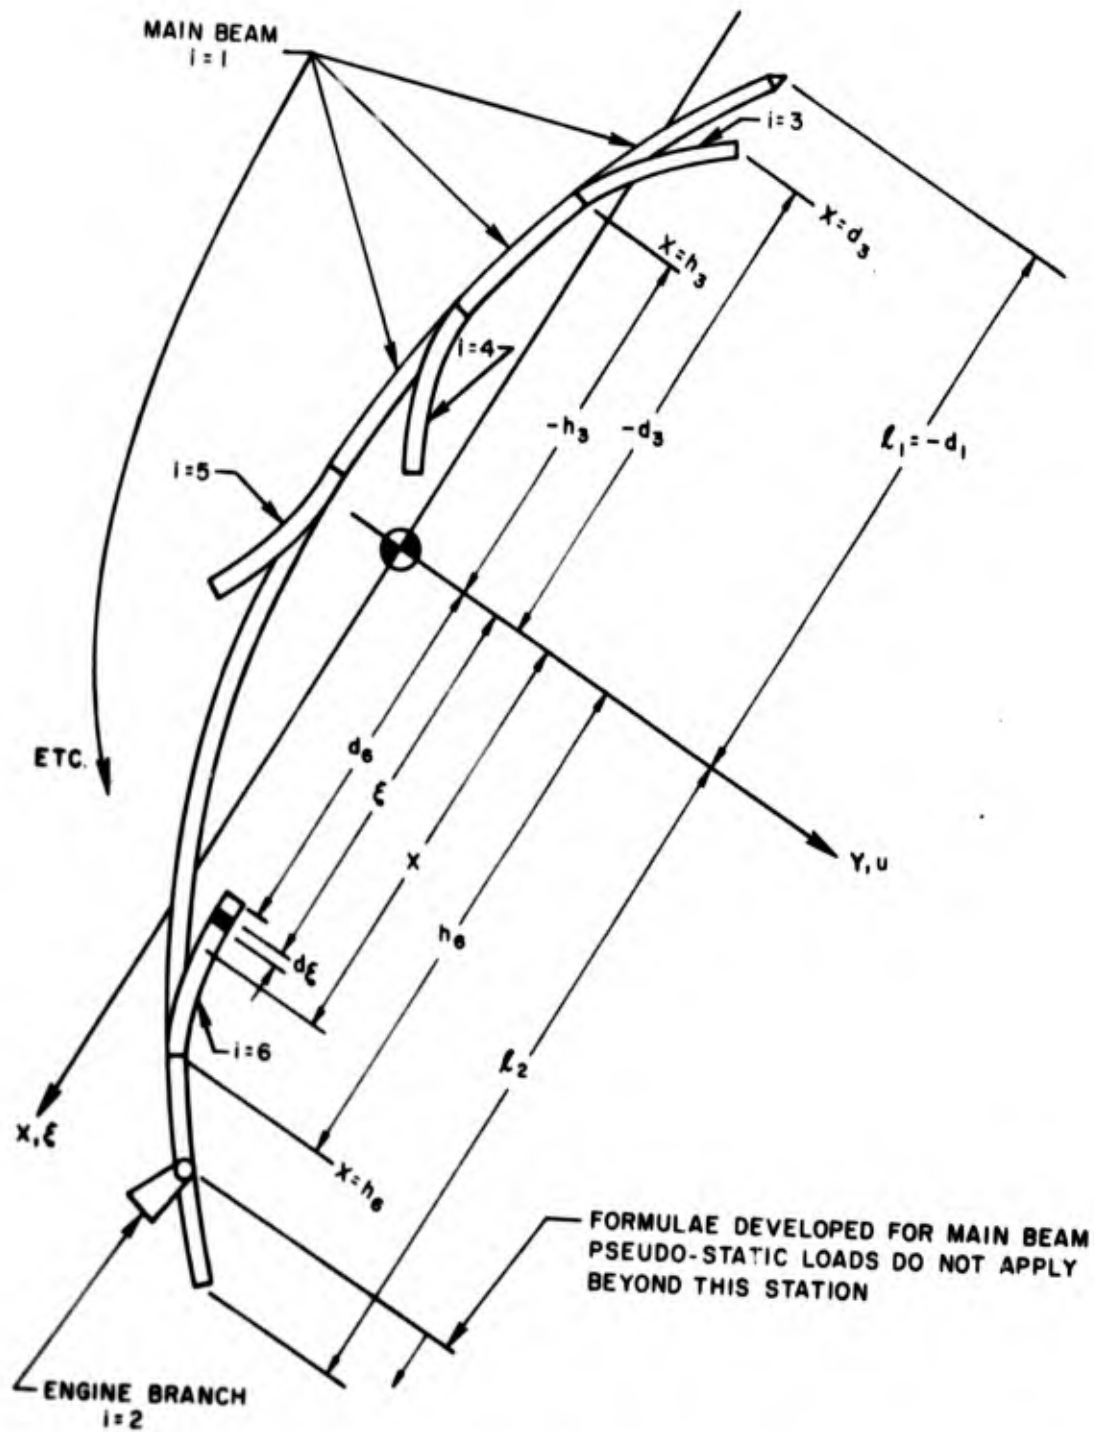 MAIN BEAM
i=1
i=3
X=d₃
X=h₃
i=4
-h₃
-d₃
ℓ₁=-d₁
i=5
ETC.
d₆
ξ
X
h₆
Y,u
dξ
i=6
ℓ₂
X,ξ
X=h₆
FORMULAE DEVELOPED FOR MAIN BEAM
PSEUDO-STATIC LOADS DO NOT APPLY
BEYOND THIS STATION
ENGINE BRANCH
i=2